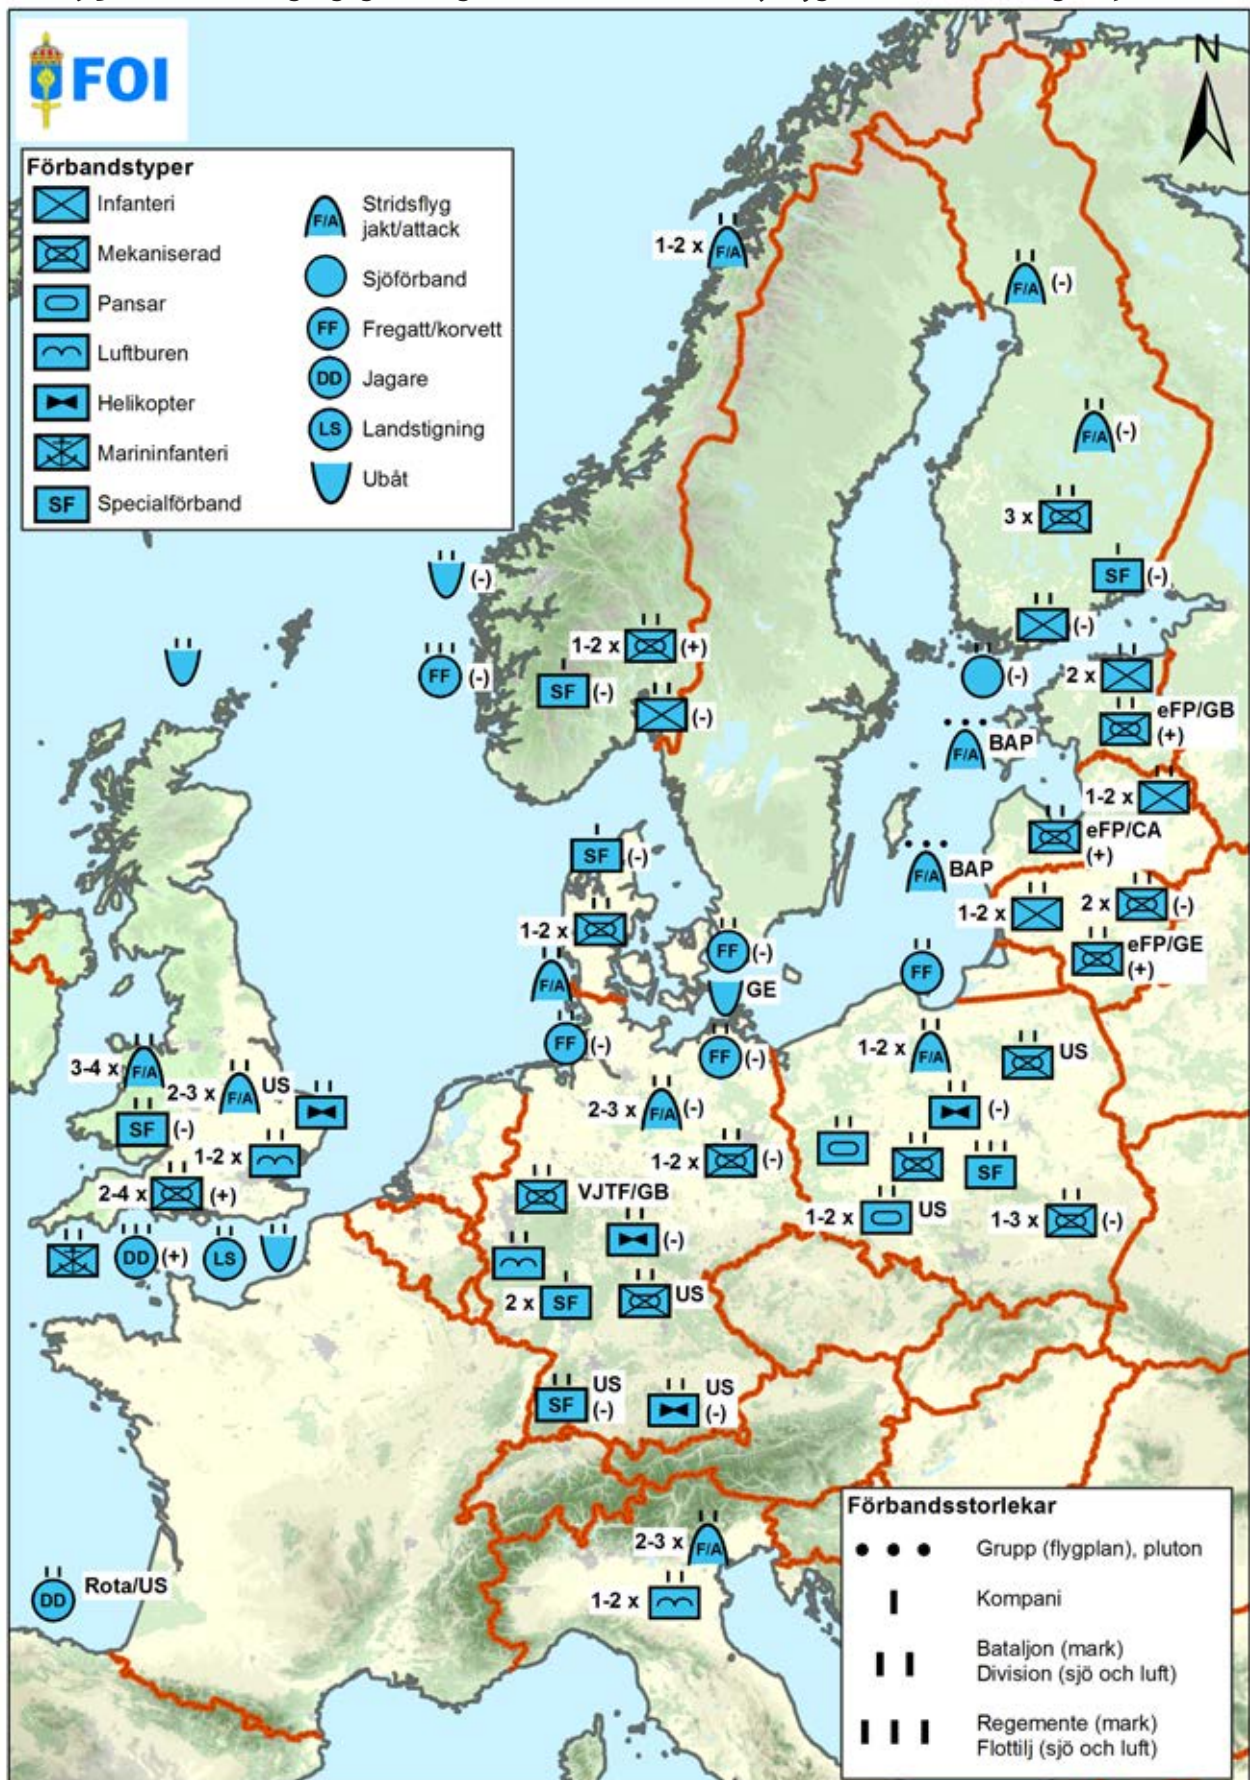 FOI
N
Förbandstyper
Infanteri
Mekaniserad
Pansar
Luftburen
Helikopter
Marininfanteri
SF Specialförband
F/A Stridsflyg
jakt/attack
Sjöförband
FF Fregatt/korvett
DD Jagare
LS Landstigning
Ubåt
1-2 x F/A
F/A (-)
F/A (-)
3 x
SF (-)
(-)
(-)
1-2 x (+)
FF (-)
SF (-)
(-)
(-)
2 x
eFP/GB
(+)
F/A BAP
1-2 x
eFP/CA
(+)
SF (-)
F/A BAP
1-2 x
2 x (-)
1-2 x
eFP/GE
(+)
FF (-)
FF
F/A
GE
FF (-)
FF (-)
1-2 x F/A
US
3-4 x F/A
2-3 x F/A US
2-3 x F/A (-)
(-)
SF (-)
1-2 x
1-2 x (-)
SF
2-4 x (+)
VJTF/GB
1-2 x US
1-3 x (-)
DD (+)
LS
(-)
2 x SF
US
SF US
(-)
US
(-)
2-3 x F/A
1-2 x
DD Rota/US
Förbandsstorlekar
Grupp (flygplan), pluton
Kompani
Bataljon (mark)
Division (sjö och luft)
Regemente (mark)
Flottilj (sjö och luft)